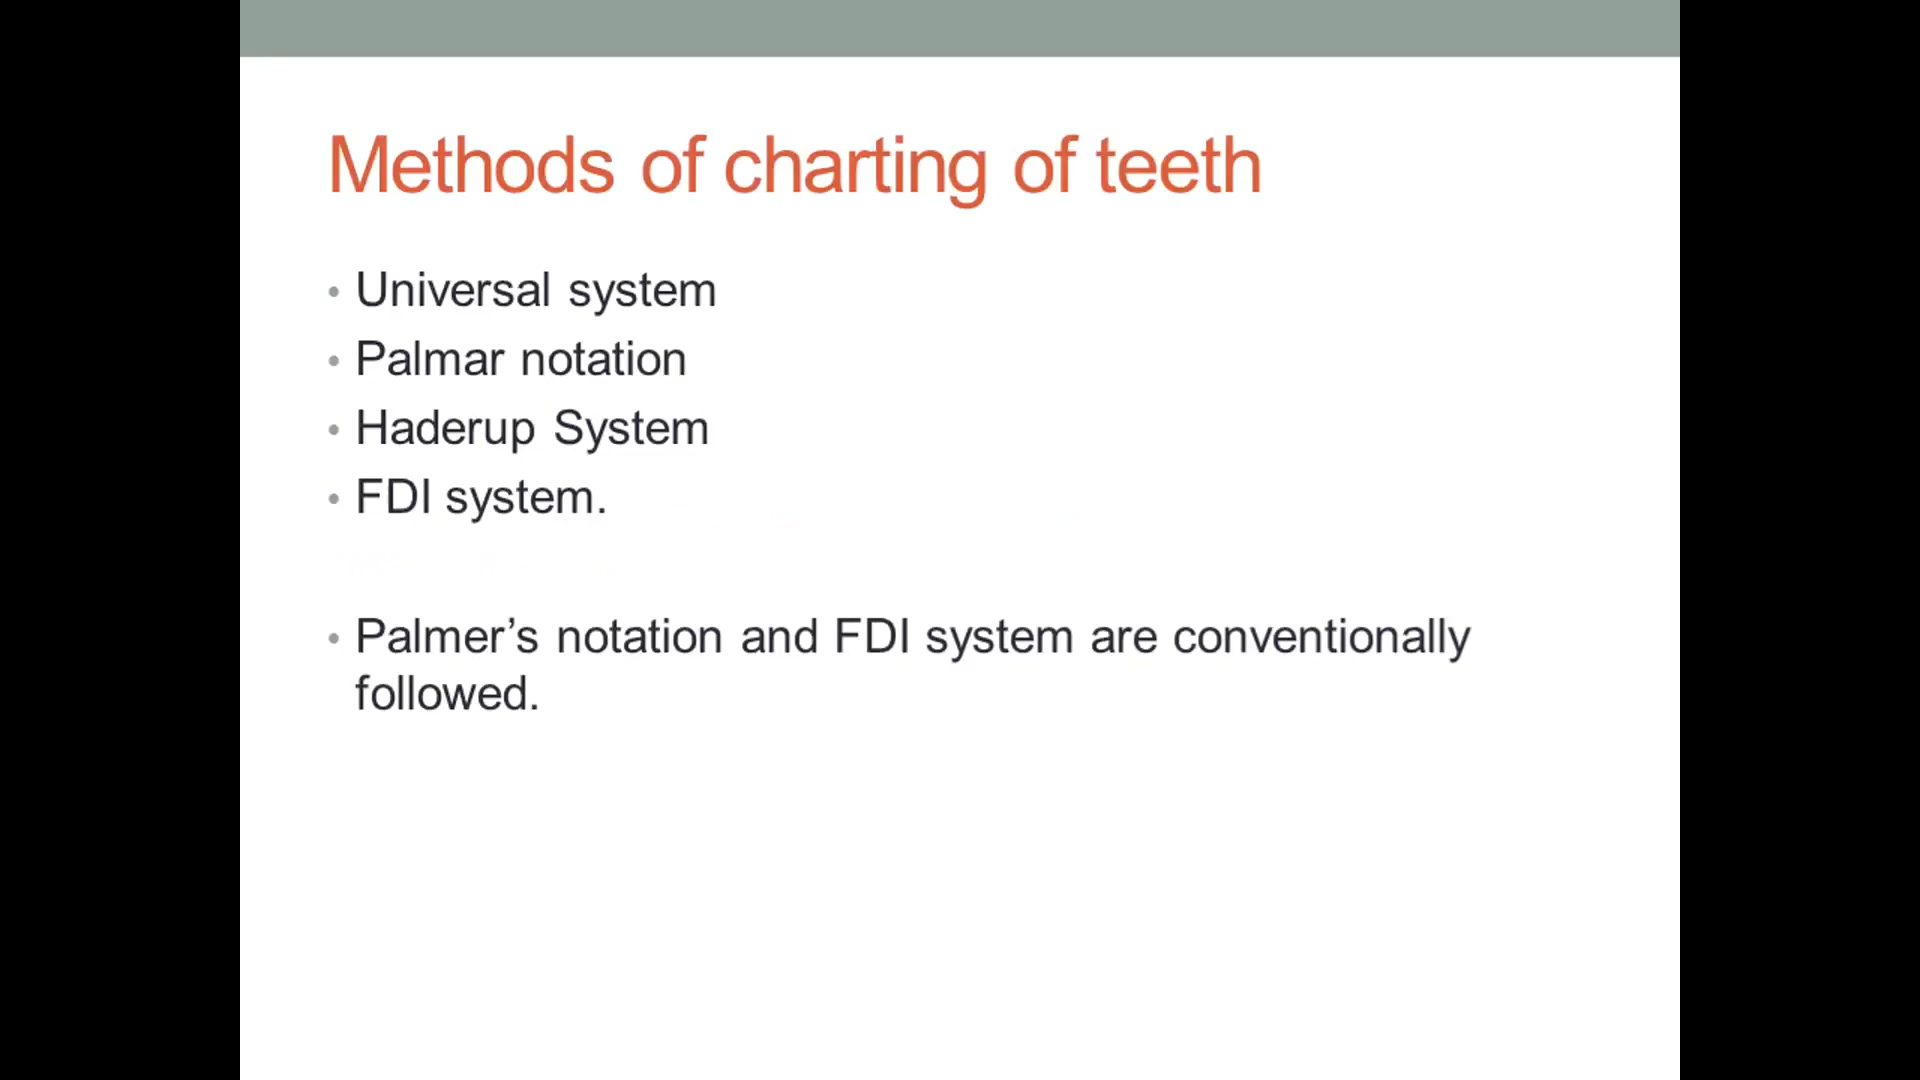 Methods of charting of teeth
• Universal system
• Palmar notation
• Haderup System
• FDI system.
• Palmer’s notation and FDI system are conventionally
followed.